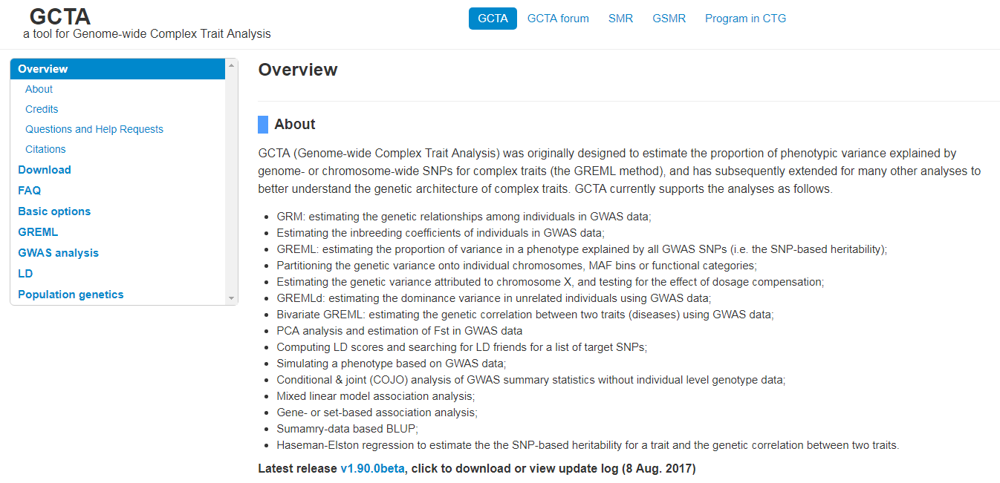 GCTA
a tool for Genome-wide Complex Trait Analysis
GCTA GCTA forum SMR GSMR Program in CTG
Overview
About
Credits
Questions and Help Requests
Citations
Download
FAQ
Basic options
GREML
GWAS analysis
LD
Population genetics
Overview
About
GCTA (Genome-wide Complex Trait Analysis) was originally designed to estimate the proportion of phenotypic variance explained by
genome- or chromosome-wide SNPs for complex traits (the GREML method), and has subsequently extended for many other analyses to
better understand the genetic architecture of complex traits. GCTA currently supports the analyses as follows.
• GRM: estimating the genetic relationships among individuals in GWAS data;
• Estimating the inbreeding coefficients of individuals in GWAS data;
• GREML: estimating the proportion of variance in a phenotype explained by all GWAS SNPs (i.e. the SNP-based heritability);
• Partitioning the genetic variance onto individual chromosomes, MAF bins or functional categories;
• Estimating the genetic variance attributed to chromosome X, and testing for the effect of dosage compensation;
• GREMLd: estimating the dominance variance in unrelated individuals using GWAS data;
• Bivariate GREML: estimating the genetic correlation between two traits (diseases) using GWAS data;
• PCA analysis and estimation of Fst in GWAS data
• Computing LD scores and searching for LD friends for a list of target SNPs;
• Simulating a phenotype based on GWAS data;
• Conditional & joint (COJO) analysis of GWAS summary statistics without individual level genotype data;
• Mixed linear model association analysis;
• Gene- or set-based association analysis;
• Sumamry-data based BLUP;
• Haseman-Elston regression to estimate the the SNP-based heritability for a trait and the genetic correlation between two traits.
Latest release v1.90.0beta, click to download or view update log (8 Aug. 2017)